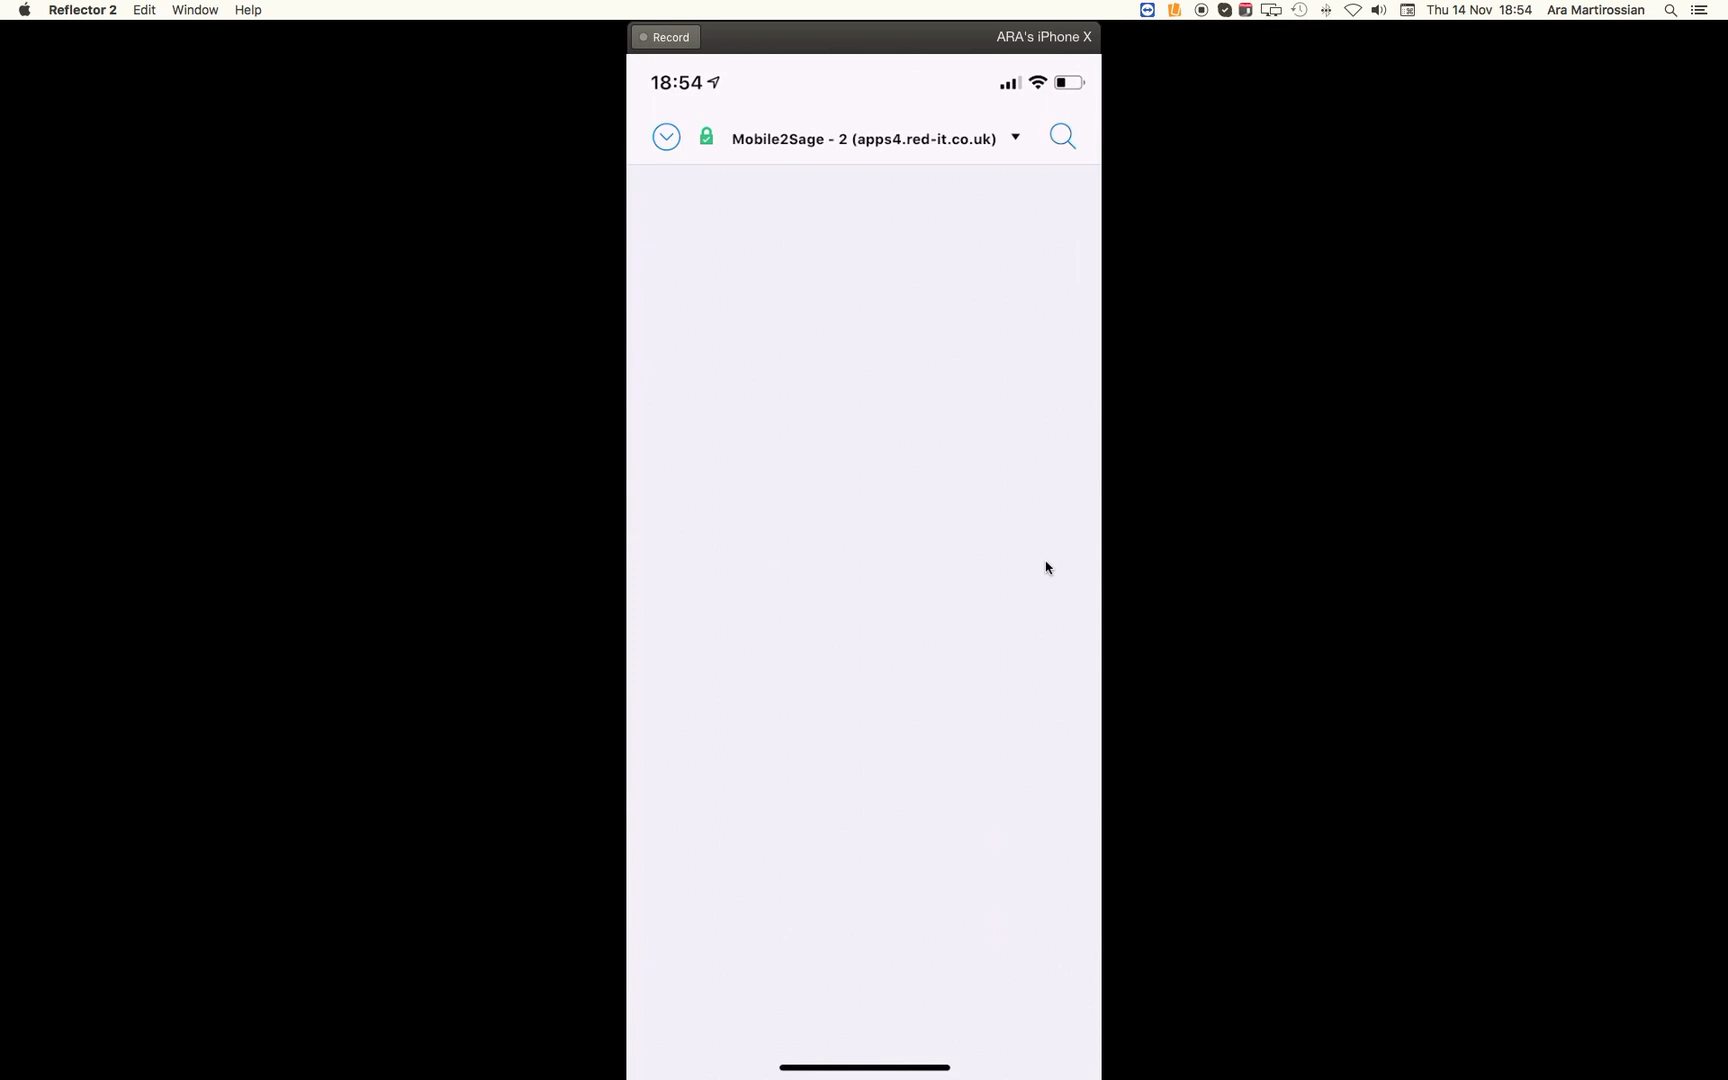 Reflector 2 Edit Window Help Thu 14 Nov 18:54 Ara Martirossian
Record ARA's iPhone X
18:54
Mobile2Sage - 2 (apps4.red-it.co.uk)